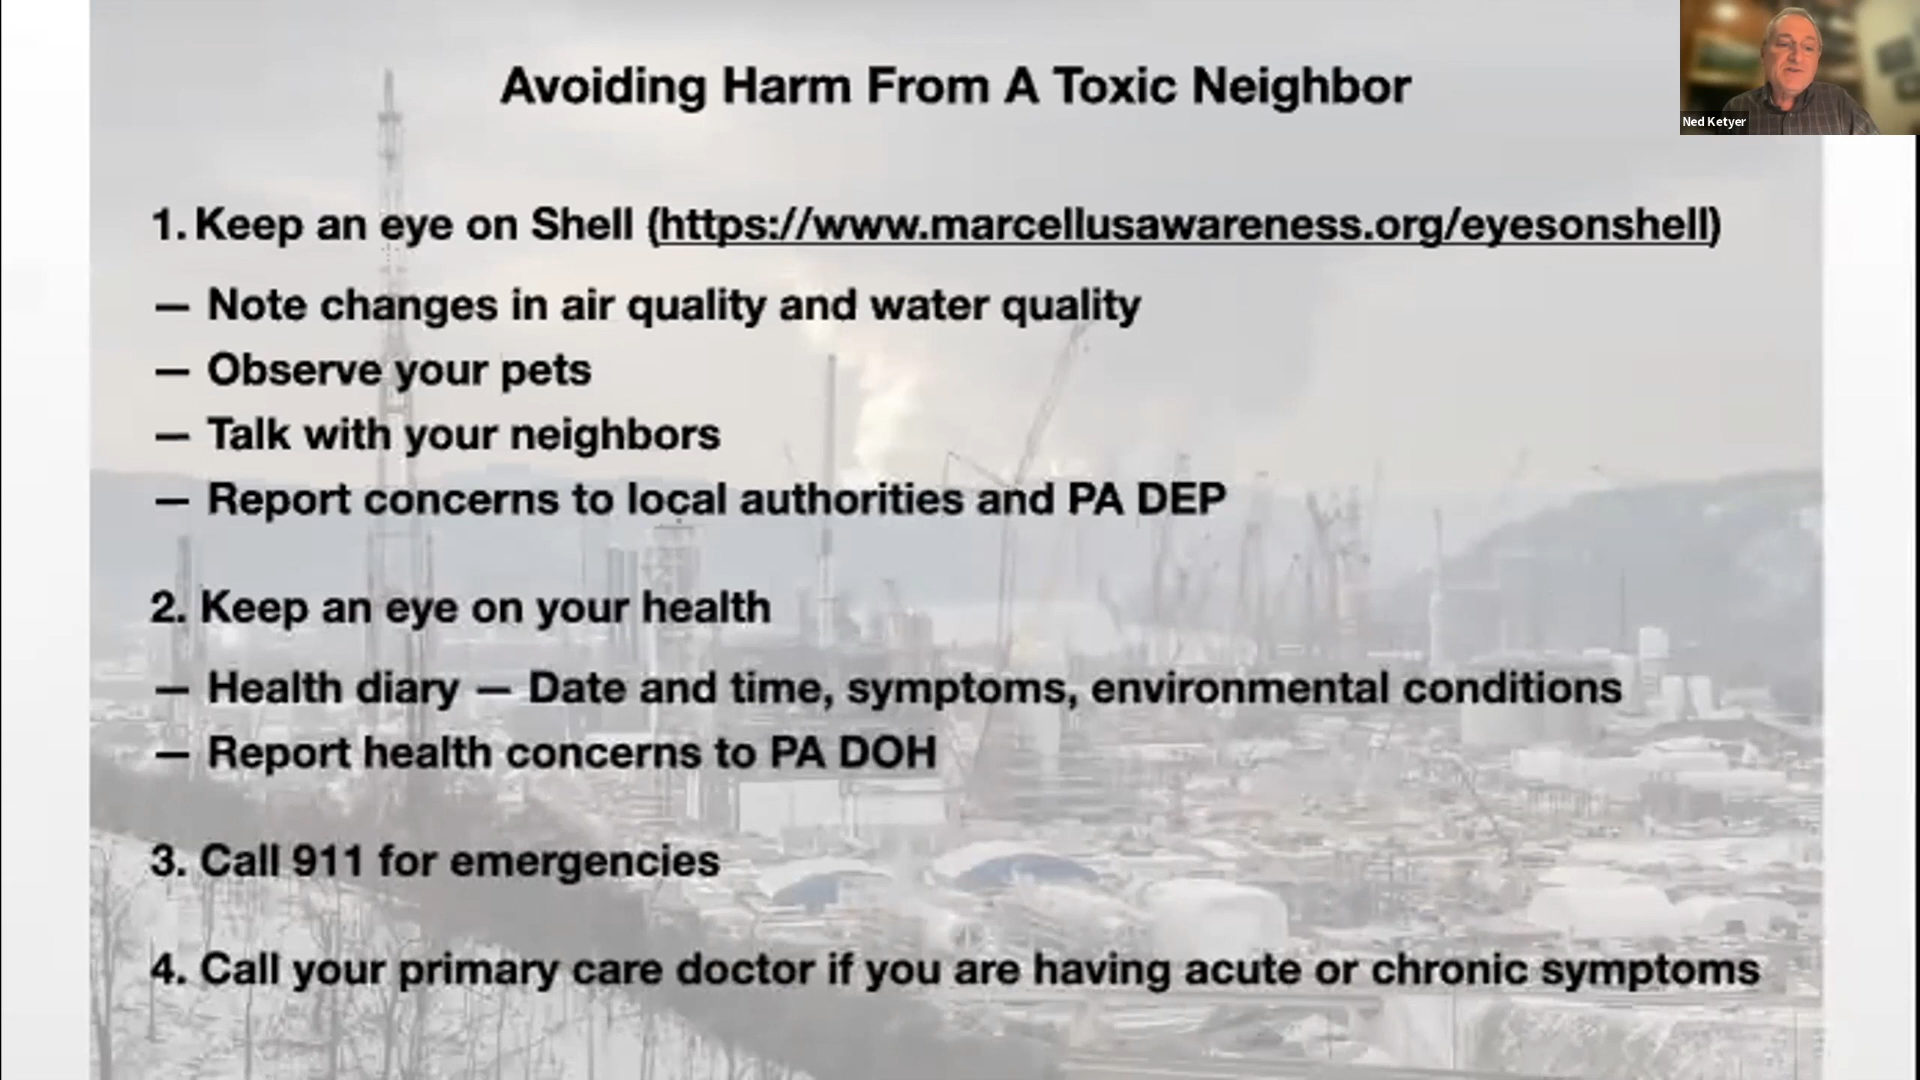 Avoiding Harm From A Toxic Neighbor
Ned Ketyer
1. Keep an eye on Shell (https://www.marcellusawareness.org/eyesonshell)
— Note changes in air quality and water quality
— Observe your pets
— Talk with your neighbors
— Report concerns to local authorities and PA DEP
2. Keep an eye on your health
— Health diary — Date and time, symptoms, environmental conditions
— Report health concerns to PA DOH
3. Call 911 for emergencies
4. Call your primary care doctor if you are having acute or chronic symptoms